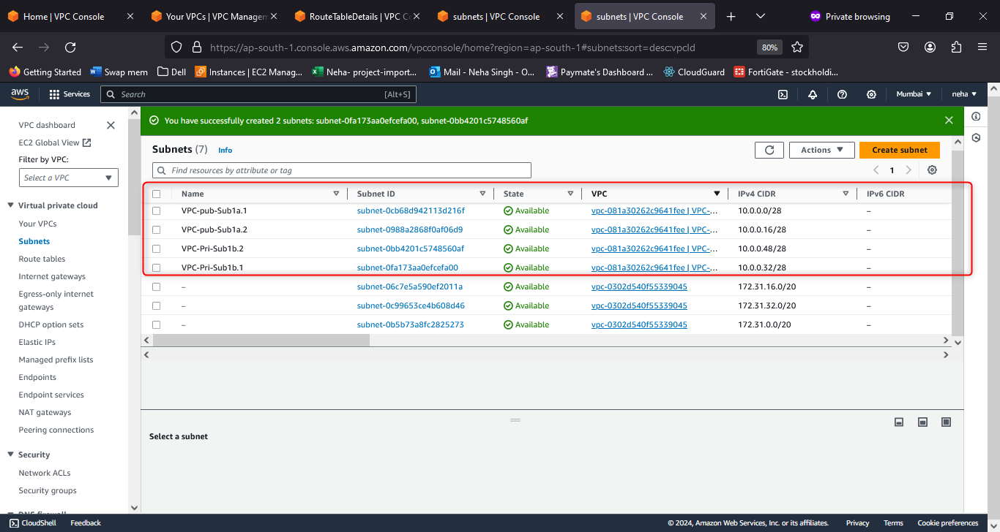 Home | VPC Console
Your VPCs | VPC Managem
RouteTableDetails | VPC Co
subnets | VPC Console
subnets | VPC Console
Private browsing
https://ap-south-1.console.aws.amazon.com/vpcconsole/home?region=ap-south-1#subnets:sort=desc:vpcId
80%
Getting Started
Swap mem
Dell
Instances | EC2 Manag...
Neha- project-import...
Mail - Neha Singh - O...
Paymate's Dashboard ...
CloudGuard
FortiGate - stockholdi...
aws
Services
Search
[Alt+S]
Mumbai
neha
VPC dashboard
EC2 Global View
Filter by VPC:
Select a VPC
Virtual private cloud
Your VPCs
Subnets
Route tables
Internet gateways
Egress-only internet
gateways
DHCP option sets
Elastic IPs
Managed prefix lists
Endpoints
Endpoint services
NAT gateways
Peering connections
Security
Network ACLs
Security groups
DNS firewall
You have successfully created 2 subnets: subnet-0fa173aa0efcefa00, subnet-0bb4201c5748560af
Subnets (7) Info
Actions
Create subnet
Find resources by attribute or tag
1
Name Subnet ID State VPC IPv4 CIDR IPv6 CIDR
VPC-pub-Sub1a.1 subnet-0cb68d942113d216f Available vpc-081a30262c9641fee | VPC-... 10.0.0.0/28 –
VPC-pub-Sub1a.2 subnet-0988a2868f0af06d9 Available vpc-081a30262c9641fee | VPC-... 10.0.0.16/28 –
VPC-Pri-Sub1b.2 subnet-0bb4201c5748560af Available vpc-081a30262c9641fee | VPC-... 10.0.0.48/28 –
VPC-Pri-Sub1b.1 subnet-0fa173aa0efcefa00 Available vpc-081a30262c9641fee | VPC-... 10.0.0.32/28 –
– subnet-06c7e5a590ef2011a Available vpc-0302d540f55339045 172.31.16.0/20 –
– subnet-0c99653ce4b608d46 Available vpc-0302d540f55339045 172.31.32.0/20 –
– subnet-0b5b73a8fc2825273 Available vpc-0302d540f55339045 172.31.0.0/20 –
Select a subnet
CloudShell
Feedback
© 2024, Amazon Web Services, Inc. or its affiliates.
Privacy
Terms
Cookie preferences